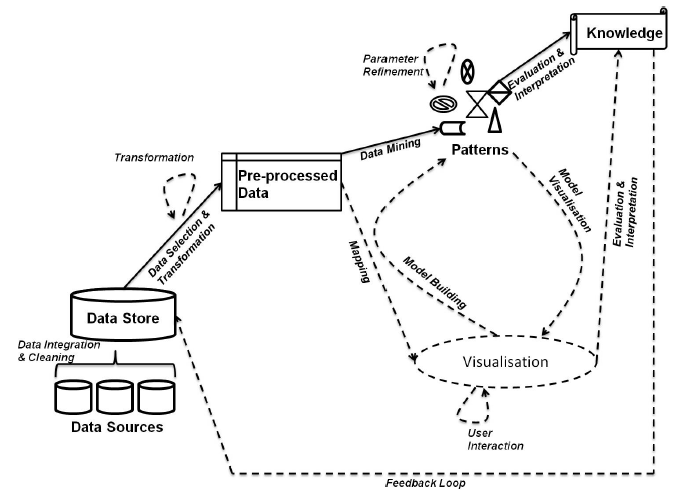 Knowledge
Evaluation &
Interpretation
Parameter
Refinement
Patterns
Data Mining
Transformation
Pre-processed
Data
Data Selection &
Transformation
Mapping
Model
Visualisation
Evaluation &
Interpretation
Model Building
Data Store
Data Integration
& Cleaning
Visualisation
Data Sources
User
Interaction
Feedback Loop